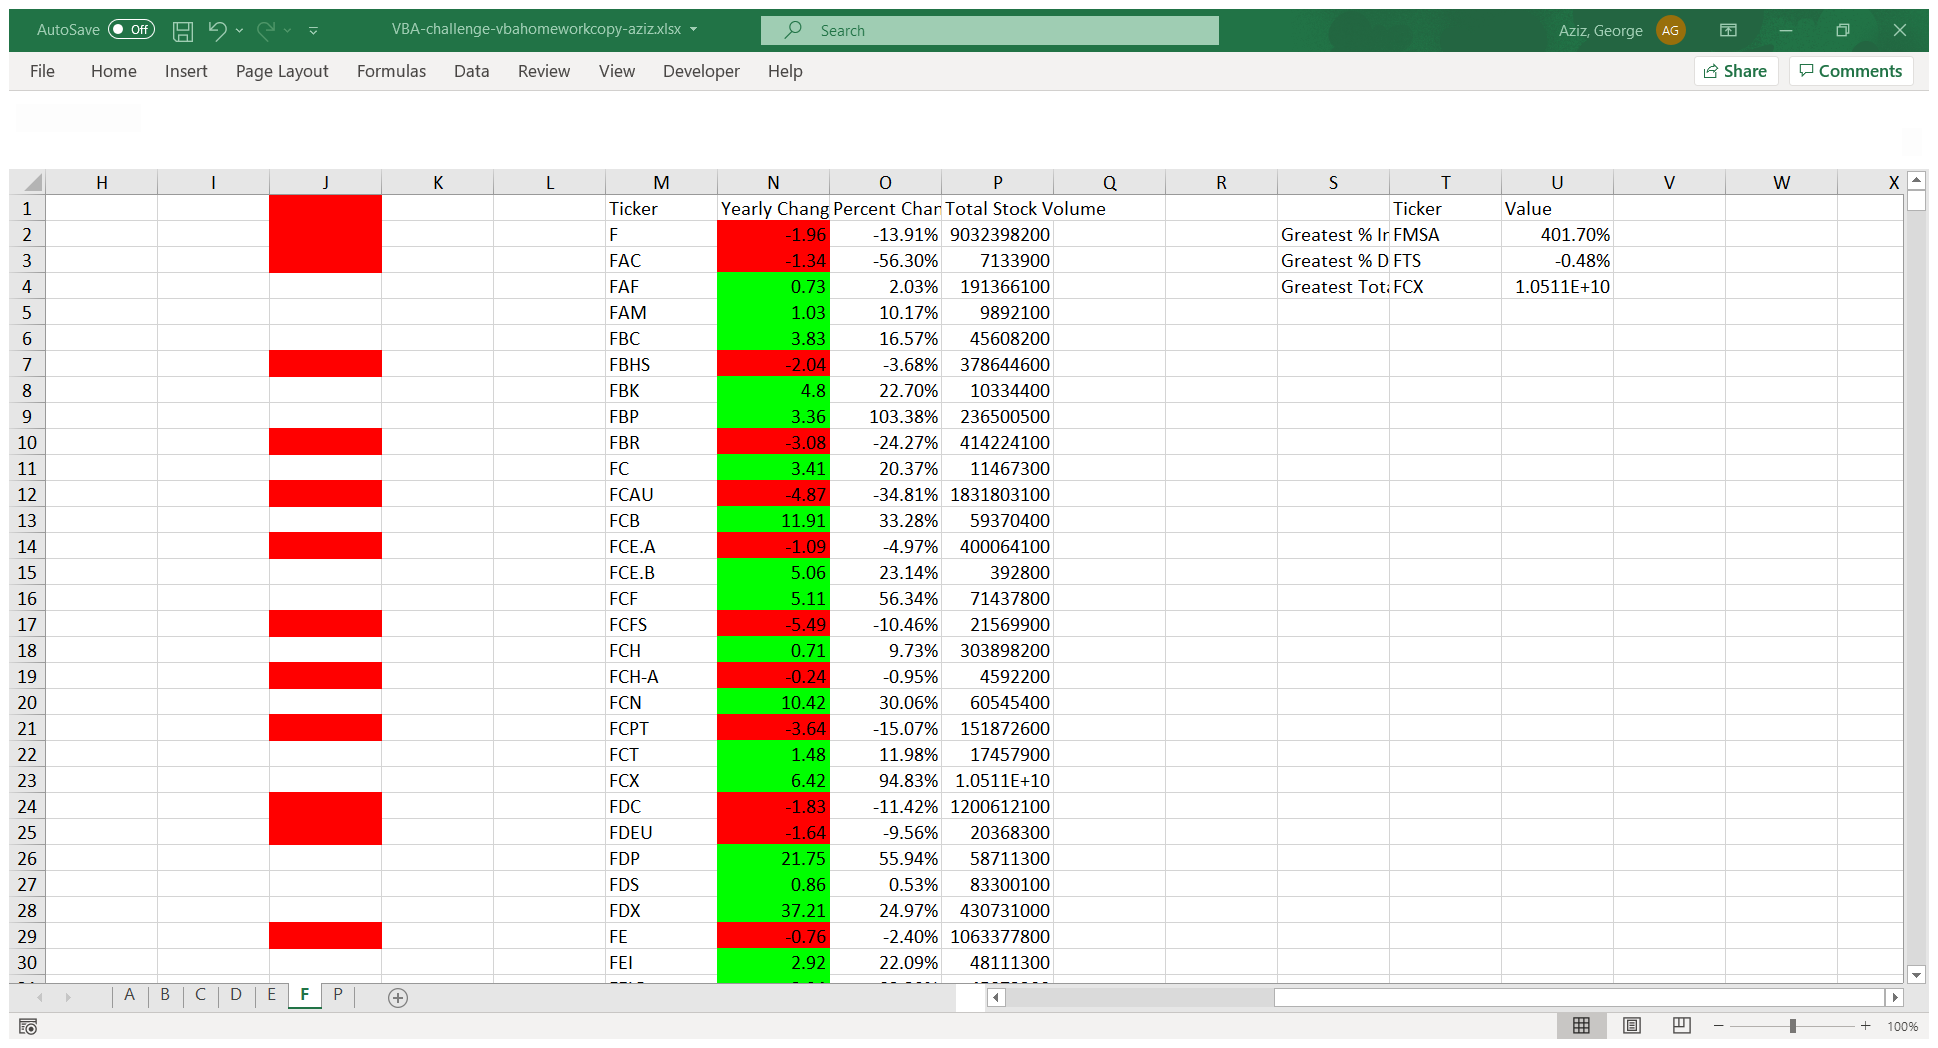 AutoSave Off VBA-challenge-vbahomeworkcopy-aziz.xlsx Search Aziz, George AG
File Home Insert Page Layout Formulas Data Review View Developer Help Share Comments
H I J K L M N O P Q R S T U V W X
1 Ticker Yearly Chang Percent Char Total Stock Volume Ticker Value
2 F -1.96 -13.91% 9032398200 Greatest % Ir FMSA 401.70%
3 FAC -1.34 -56.30% 7133900 Greatest % D FTS -0.48%
4 FAF 0.73 2.03% 191366100 Greatest Tota FCX 1.0511E+10
5 FAM 1.03 10.17% 9892100
6 FBC 3.83 16.57% 45608200
7 FBHS -2.04 -3.68% 378644600
8 FBK 4.8 22.70% 10334400
9 FBP 3.36 103.38% 236500500
10 FBR -3.08 -24.27% 414224100
11 FC 3.41 20.37% 11467300
12 FCAU -4.87 -34.81% 1831803100
13 FCB 11.91 33.28% 59370400
14 FCE.A -1.09 -4.97% 400064100
15 FCE.B 5.06 23.14% 392800
16 FCF 5.11 56.34% 71437800
17 FCFS -5.49 -10.46% 21569900
18 FCH 0.71 9.73% 303898200
19 FCH-A -0.24 -0.95% 4592200
20 FCN 10.42 30.06% 60545400
21 FCPT -3.64 -15.07% 151872600
22 FCT 1.48 11.98% 17457900
23 FCX 6.42 94.83% 1.0511E+10
24 FDC -1.83 -11.42% 1200612100
25 FDEU -1.64 -9.56% 20368300
26 FDP 21.75 55.94% 58711300
27 FDS 0.86 0.53% 83300100
28 FDX 37.21 24.97% 430731000
29 FE -0.76 -2.40% 1063377800
30 FEI 2.92 22.09% 48111300
A B C D E F P
100%